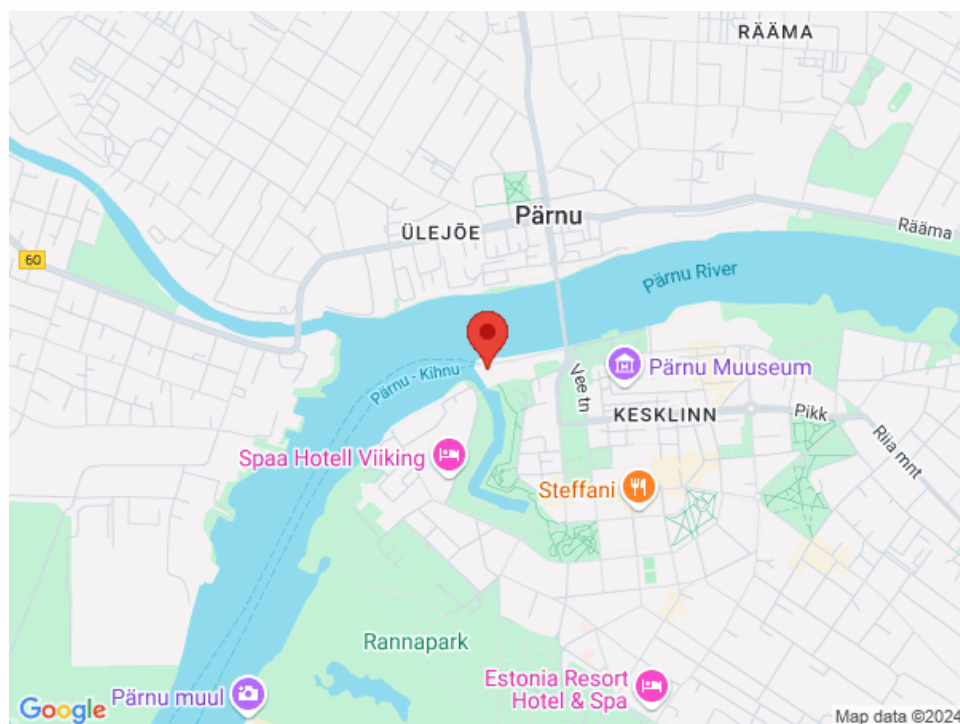 RÄÄMA
Pärnu
ÜLEJÕE
Rääma
60
Pärnu River
Pärnu - Kihnu
Vee tn
Pärnu Muuseum
KESKLINN
Pikk
Riia mnt
Spaa Hotell Viiking
Steffani
Rannapark
Estonia Resort
Hotel & Spa
Pärnu muul
Google
Map data ©2024